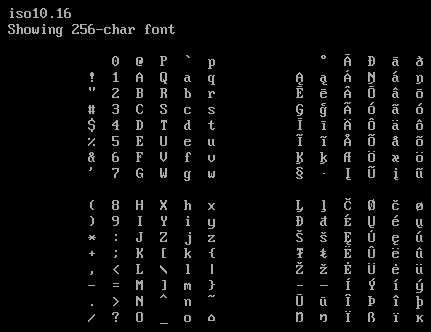 iso10.16
Showing 256-char font
0 @ P ` p ° Ā Đ ā ð
! 1 A Q a q Ą ą Á Ņ á ņ
" 2 B R b r Ē ē Â Ō â ō
# 3 C S c s Ģ ģ Ã Ó ã ó
$ 4 D T d t Ī ī Ä Ô ä ô
% 5 E U e u Ĩ ĩ Å Õ å õ
& 6 F V f v Ķ ķ Æ Ö æ ö
' 7 G W g w § · Į Ũ į ũ
( 8 H X h x Ļ ļ Č Ø č ø
) 9 I Y i y Đ đ É Ų é ų
* : J Z j z Š š Ę Ú ę ú
+ ; K [ k { Ŧ ŧ Ë Û ë û
, < L \ l | Ž ž Ė Ü ė ü
- = M ] m } - — Í Ý í ý
. > N ^ n ~ Ū ū Î Þ î þ
/ ? O _ o ⌂ Ŋ ŋ Ï ß ï ĸ